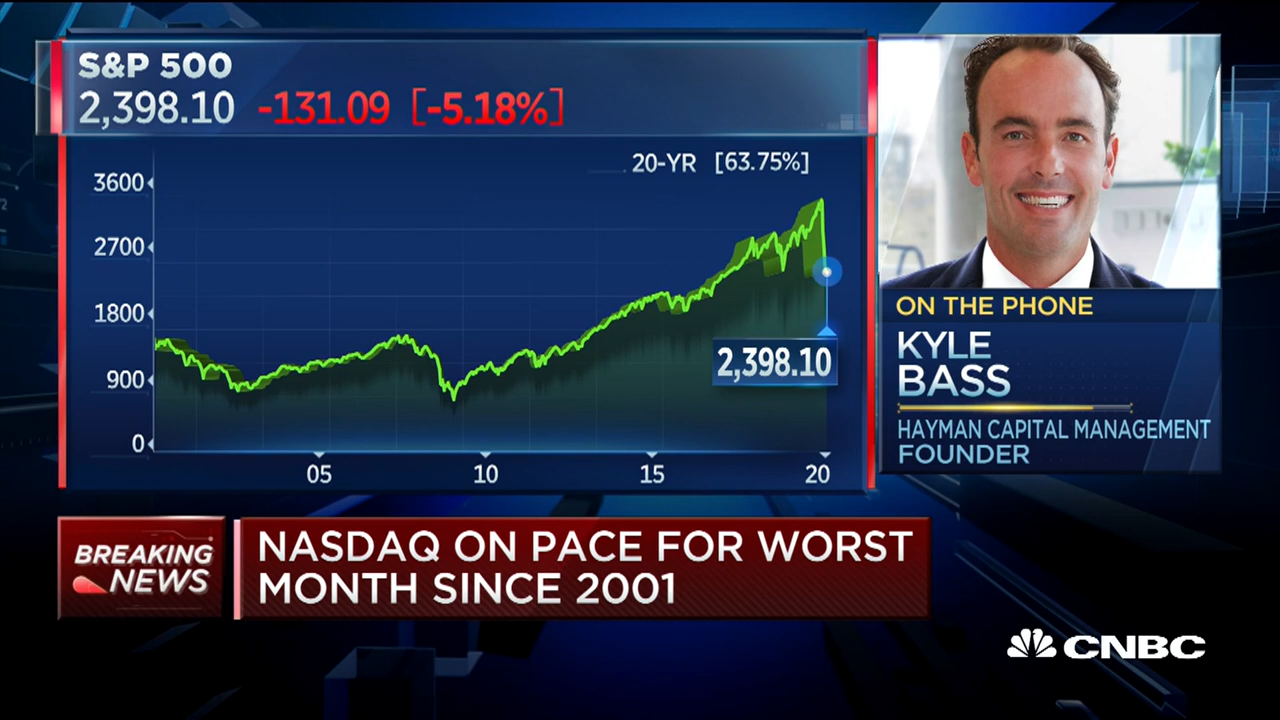 S&P 500
2,398.10 -131.09 [-5.18%]
20-YR [63.75%]
3600
2700
1800
900
0
05 10 15 20
2,398.10
ON THE PHONE
KYLE
BASS
HAYMAN CAPITAL MANAGEMENT
FOUNDER
BREAKING
NEWS
NASDAQ ON PACE FOR WORST
MONTH SINCE 2001
CNBC